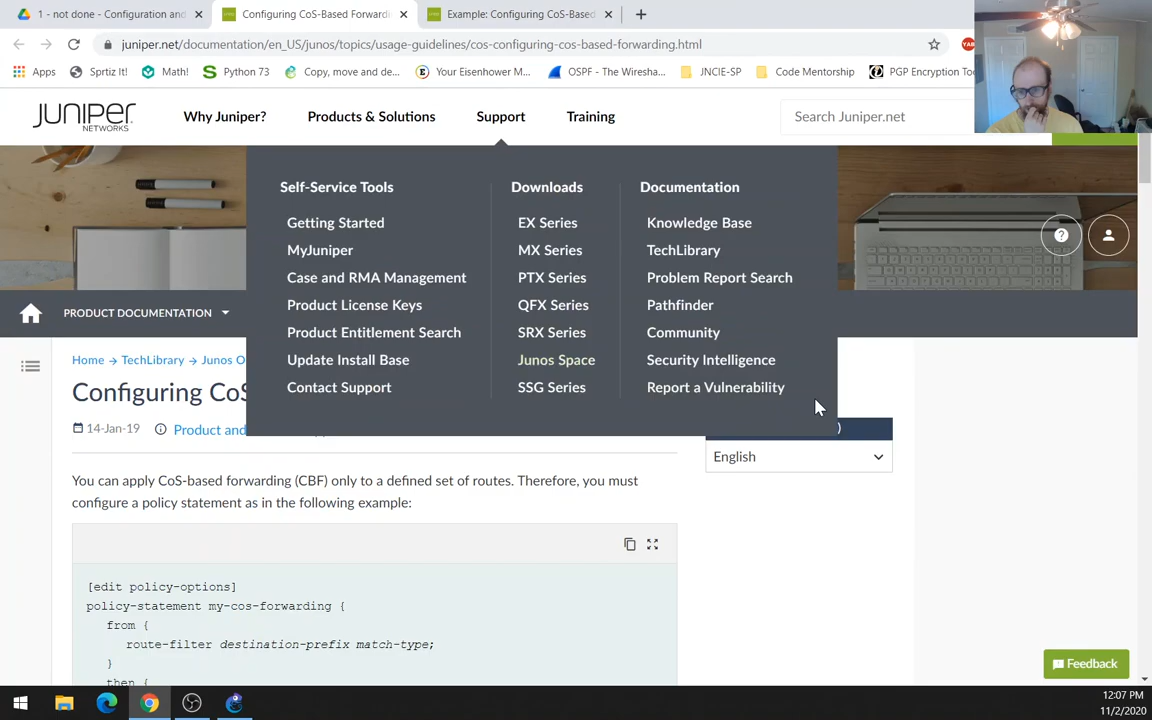 1 - not done - Configuration and
Configuring CoS-Based Forwardi
Example: Configuring CoS-Based
juniper.net/documentation/en_US/junos/topics/usage-guidelines/cos-configuring-cos-based-forwarding.html
Apps
Sprtiz It!
Math!
Python 73
Copy, move and de...
Your Eisenhower M...
OSPF - The Wiresha...
JNCIE-SP
Code Mentorship
PGP Encryption Too
JUNIPER
NETWORKS
Why Juniper?
Products & Solutions
Support
Training
Search Juniper.net
Self-Service Tools
Getting Started
MyJuniper
Case and RMA Management
Product License Keys
Product Entitlement Search
Update Install Base
Contact Support
Downloads
EX Series
MX Series
PTX Series
QFX Series
SRX Series
Junos Space
SSG Series
Documentation
Knowledge Base
TechLibrary
Problem Report Search
Pathfinder
Community
Security Intelligence
Report a Vulnerability
PRODUCT DOCUMENTATION
Home → TechLibrary → Junos O
Configuring CoS
14-Jan-19
Product and
)
English
You can apply CoS-based forwarding (CBF) only to a defined set of routes. Therefore, you must
configure a policy statement as in the following example:
[edit policy-options]
policy-statement my-cos-forwarding {
from {
route-filter destination-prefix match-type;
}
then {
Feedback
12:07 PM
11/2/2020